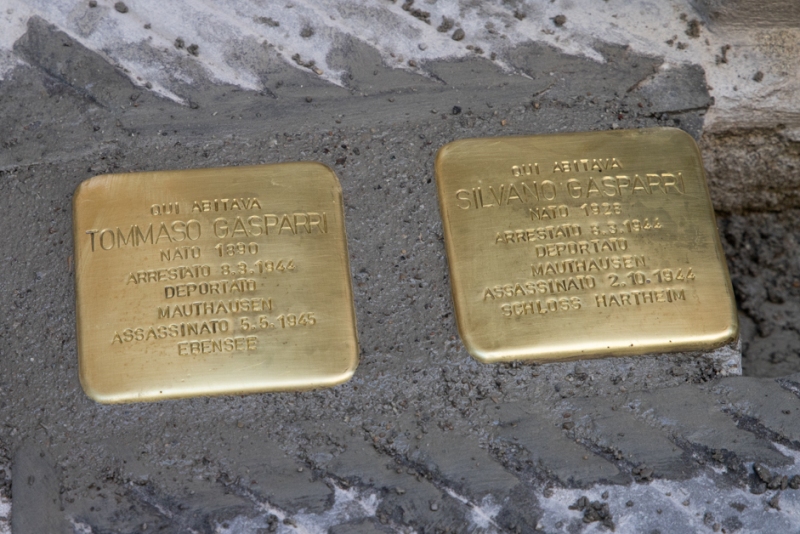 QUI ABITAVA
TOMMASO GASPARRI
NATO 1890
ARRESTATO 8.3.1944
DEPORTATO
MAUTHAUSEN
ASSASSINATO 5.5.1945
EBENSEE
QUI ABITAVA
SILVANO GASPARRI
NATO 1926
ARRESTATO 8.3.1944
DEPORTATO
MAUTHAUSEN
ASSASSINATO 2.10.1944
SCHLOSS HARTHEIM